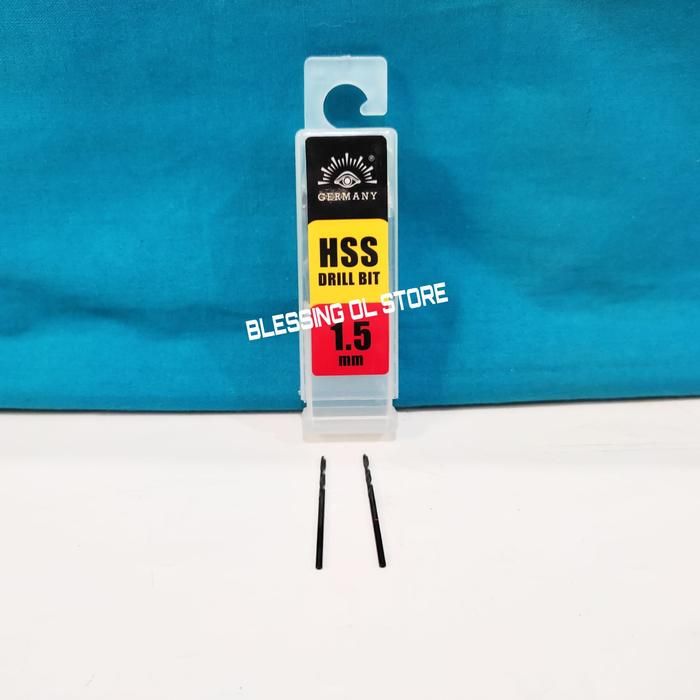 ®
GERMANY
HSS
DRILL BIT
BLESSING OL STORE
1.5
mm